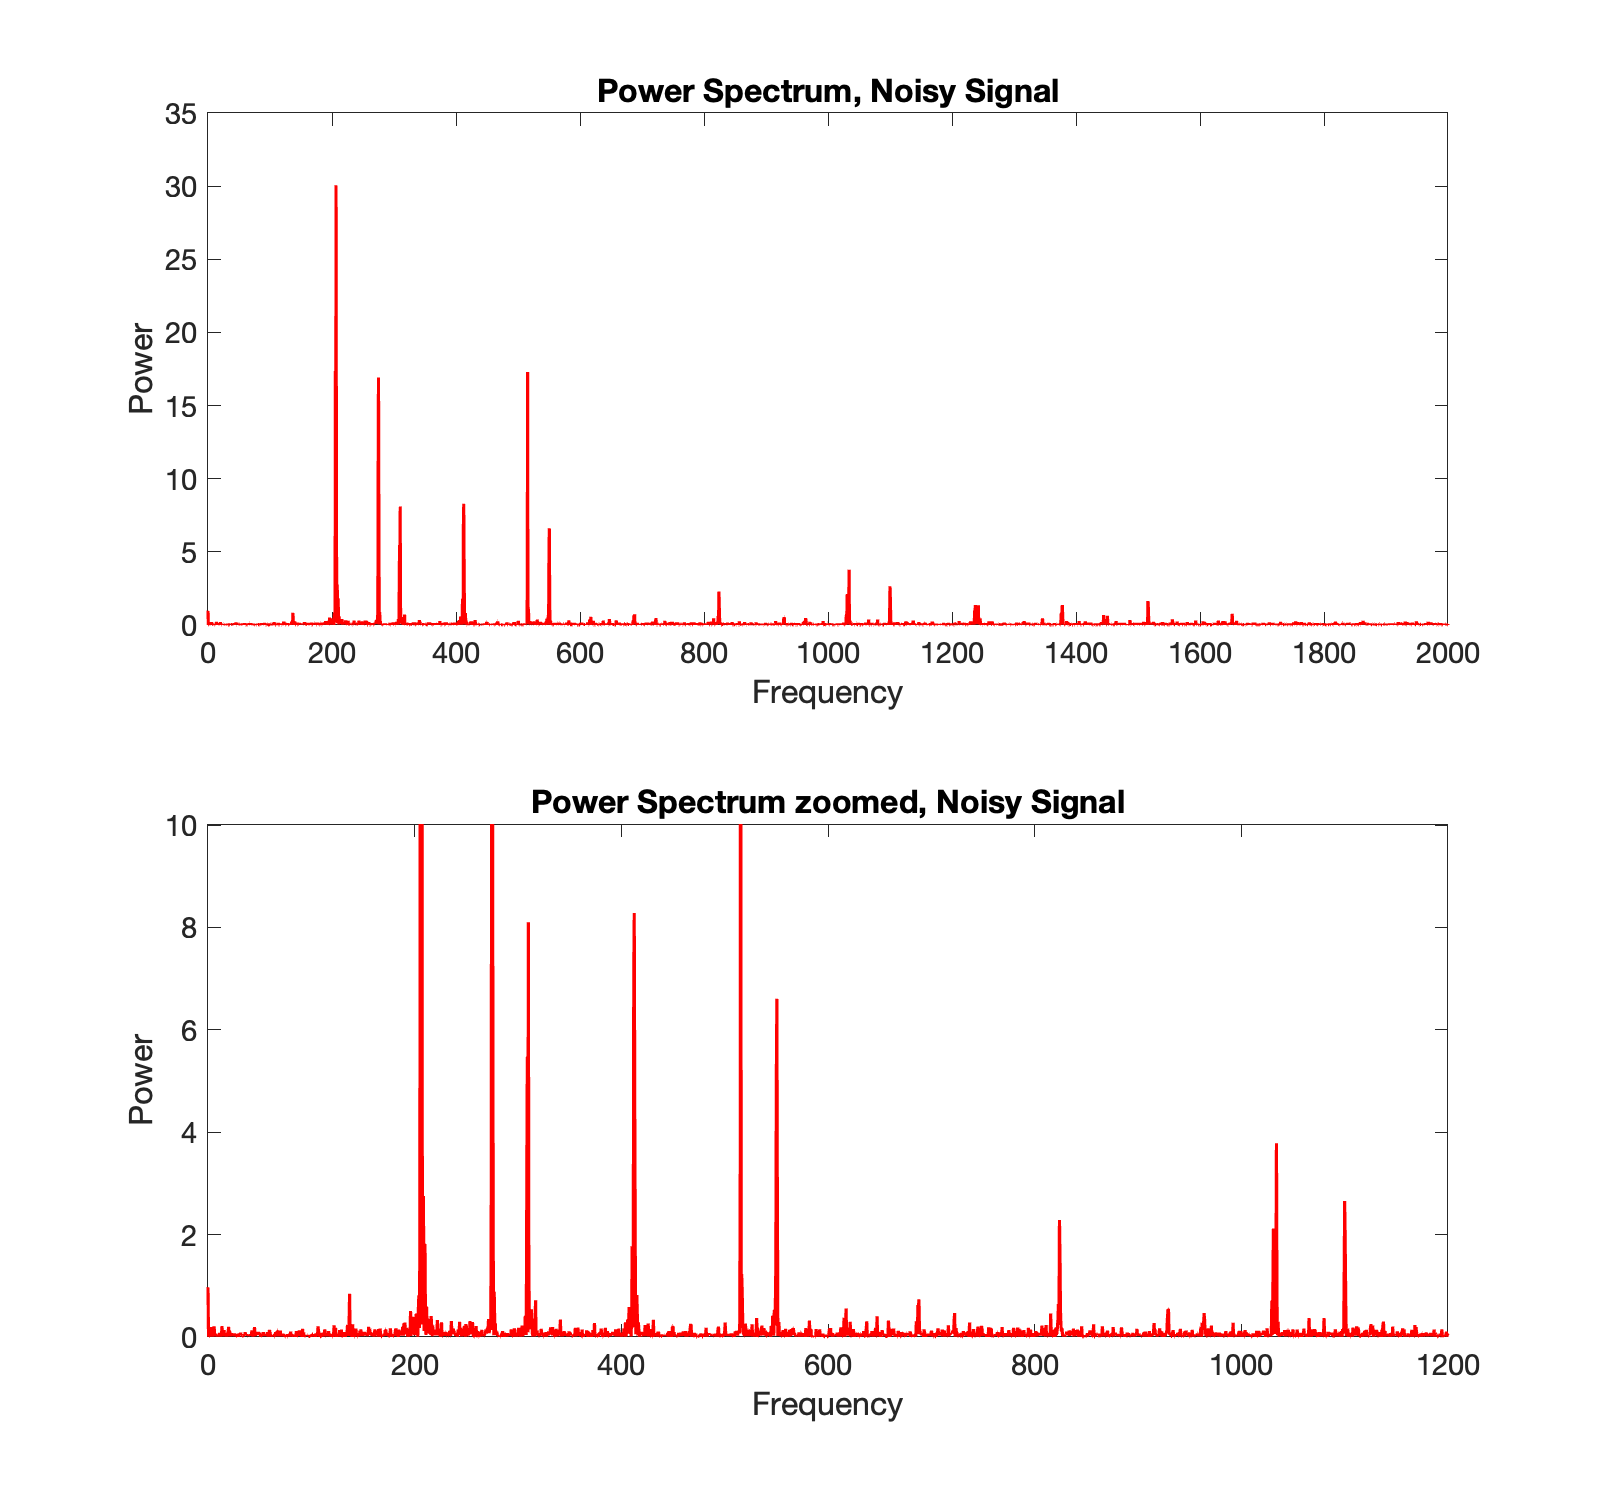 Power Spectrum, Noisy Signal
35
30
25
20
15
10
5
0
Power
0 200 400 600 800 1000 1200 1400 1600 1800 2000
Frequency
Power Spectrum zoomed, Noisy Signal
10
8
6
4
2
0
Power
0 200 400 600 800 1000 1200
Frequency